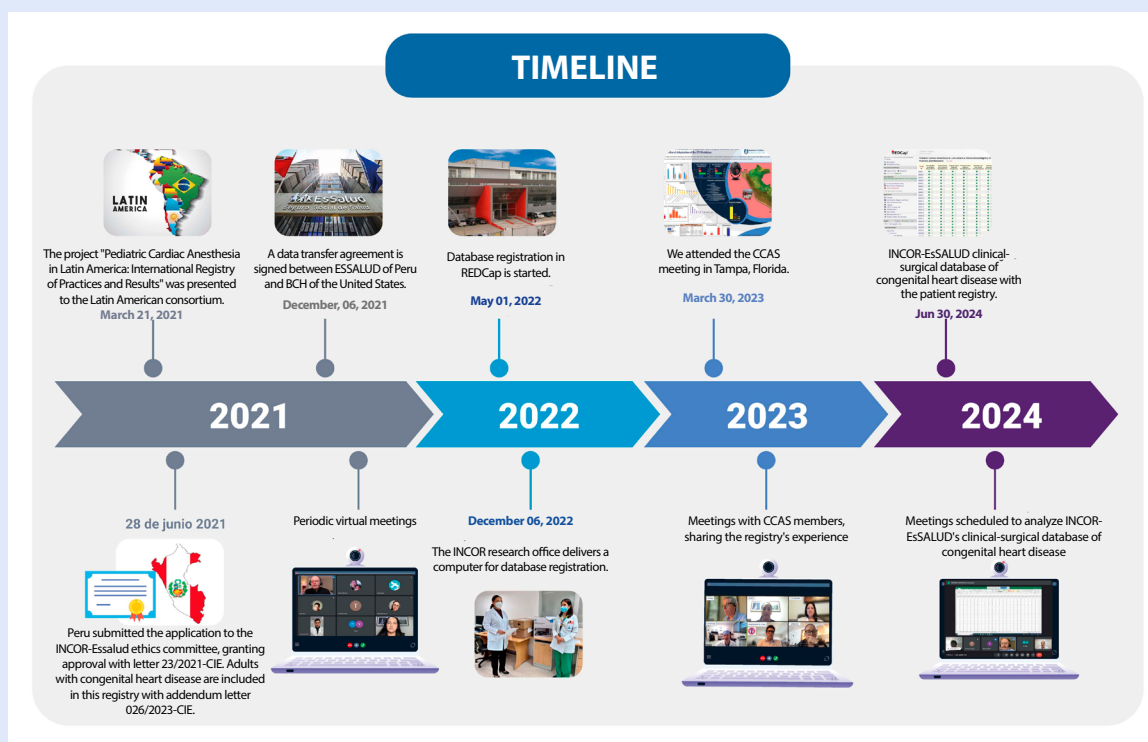 TIMELINE
LATIN
AMERICA
EsSalud
Seguro Social de Salud
REDCap
The project "Pediatric Cardiac Anesthesia
in Latin America: International Registry
of Practices and Results" was presented
to the Latin American consortium.
March 21, 2021
A data transfer agreement is
signed between ESSALUD of Peru
and BCH of the United States.
December, 06, 2021
Database registration in
REDCap is started.
May 01, 2022
We attended the CCAS
meeting in Tampa, Florida.
March 30, 2023
INCOR-EsSALUD clinical-
surgical database of
congenital heart disease with
the patient registry.
Jun 30, 2024
2021
2022
2023
2024
28 de junio 2021
Peru submitted the application to the
INCOR-Essalud ethics committee, granting
approval with letter 23/2021-CIE. Adults
with congenital heart disease are included
in this registry with addendum letter
026/2023-CIE.
Periodic virtual meetings
December 06, 2022
The INCOR research office delivers a
computer for database registration.
Meetings with CCAS members,
sharing the registry's experience
Meetings scheduled to analyze INCOR-
EsSALUD's clinical-surgical database of
congenital heart disease